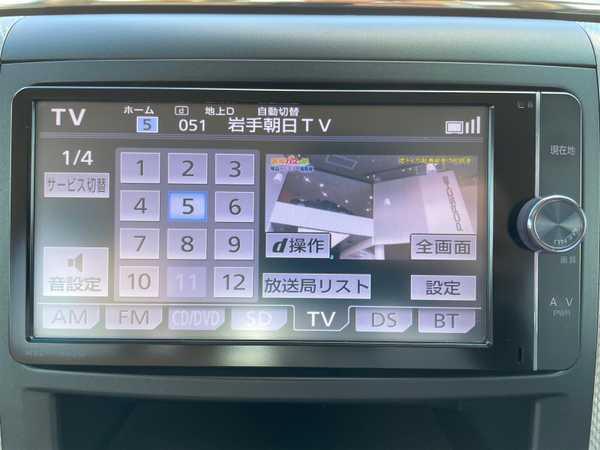 TV
ホーム
d
地上D
自動切替
5
051
岩手朝日TV
1/4
サービス切替
1
2
3
4
5
6
7
8
9
10
11
12
音設定
d操作
全画面
放送局リスト
設定
AM
FM
CD/DVD
SD
TV
DS
BT
現在地
画質
AV
PWR